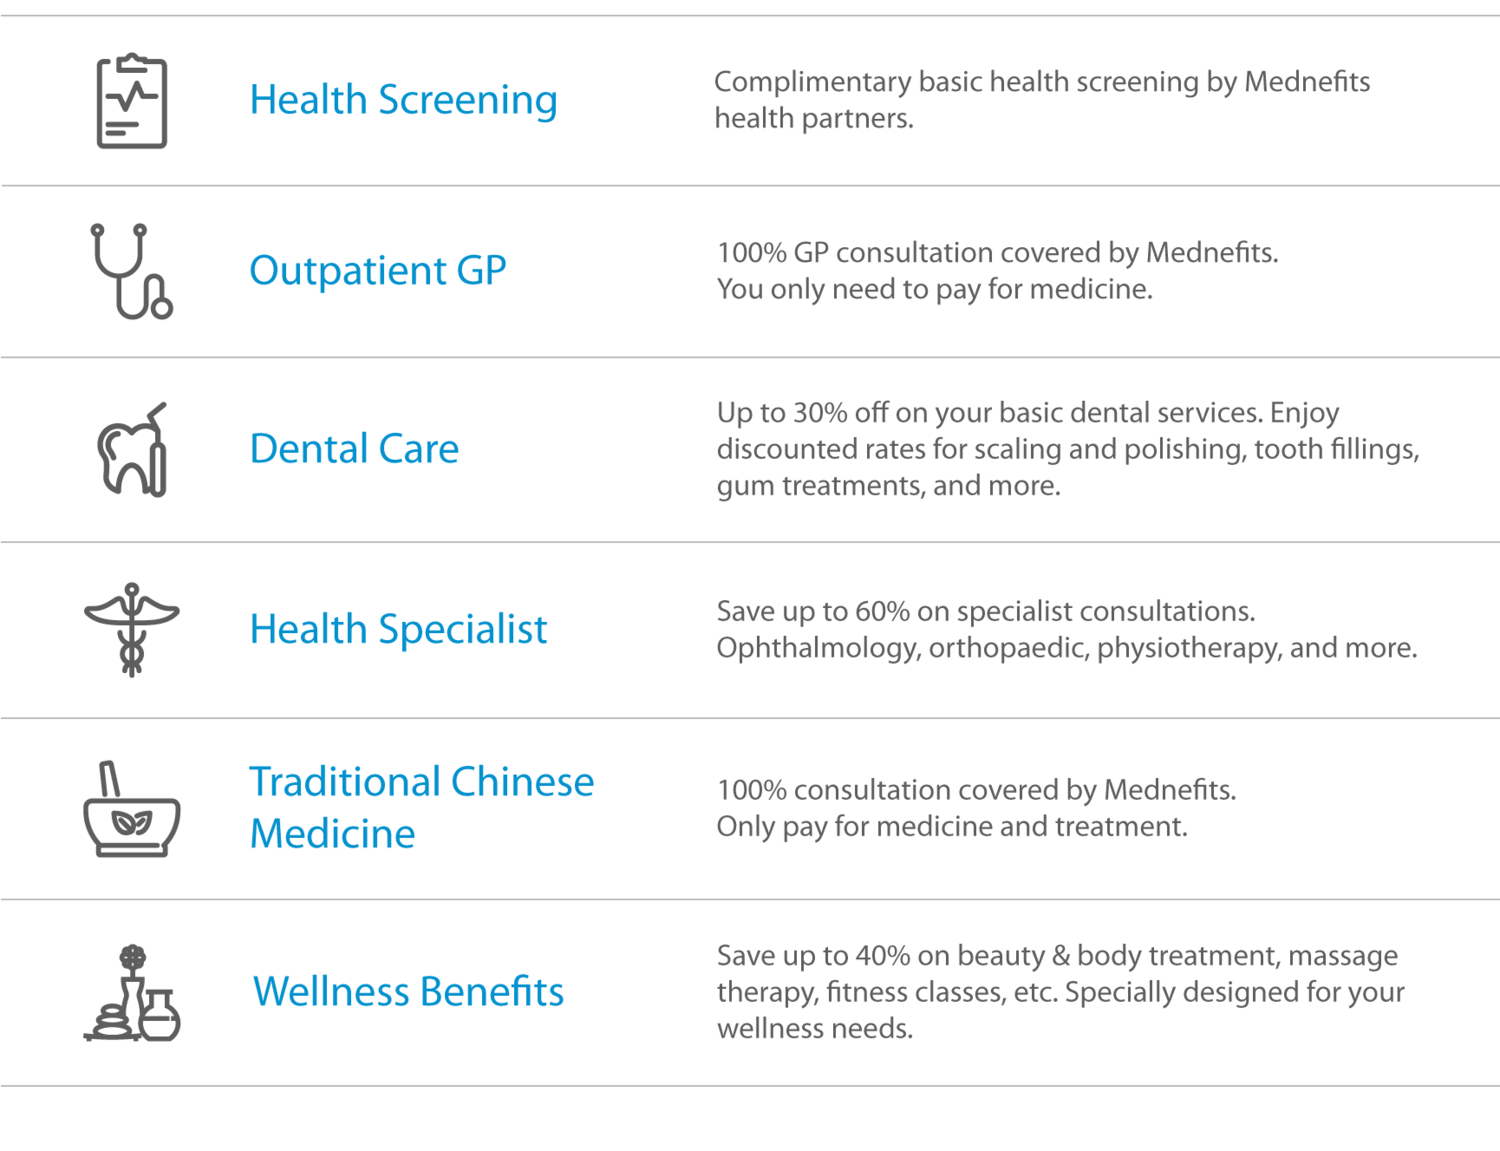 Health Screening
Complimentary basic health screening by Mednefits
health partners.
Outpatient GP
100% GP consultation covered by Mednefits.
You only need to pay for medicine.
Dental Care
Up to 30% off on your basic dental services. Enjoy
discounted rates for scaling and polishing, tooth fillings,
gum treatments, and more.
Health Specialist
Save up to 60% on specialist consultations.
Ophthalmology, orthopaedic, physiotherapy, and more.
Traditional Chinese
Medicine
100% consultation covered by Mednefits.
Only pay for medicine and treatment.
Wellness Benefits
Save up to 40% on beauty & body treatment, massage
therapy, fitness classes, etc. Specially designed for your
wellness needs.